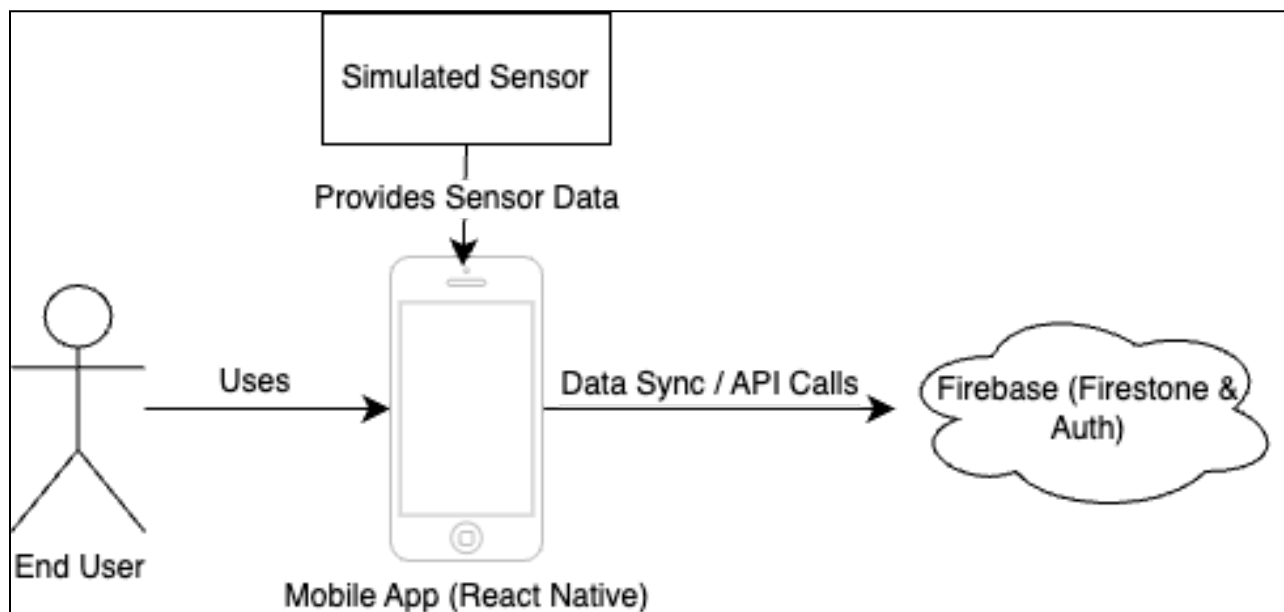 Simulated Sensor
Provides Sensor Data
Uses
Data Sync / API Calls
Firebase (Firestone &
Auth)
End User
Mobile App (React Native)